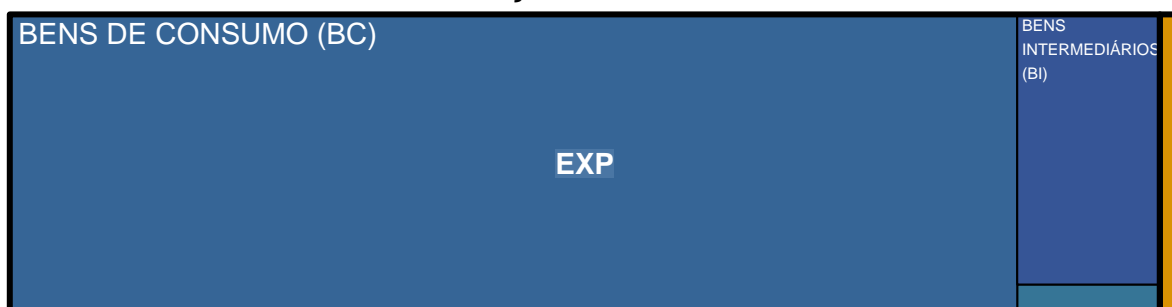 BENS DE CONSUMO (BC)
BENS
INTERMEDIÁRIOS
(BI)
EXP